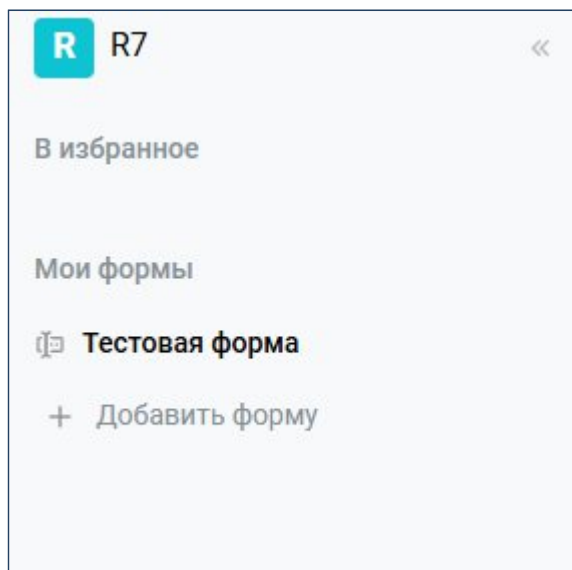 R R7 «
В избранное
Мои формы
Тестовая форма
+ Добавить форму